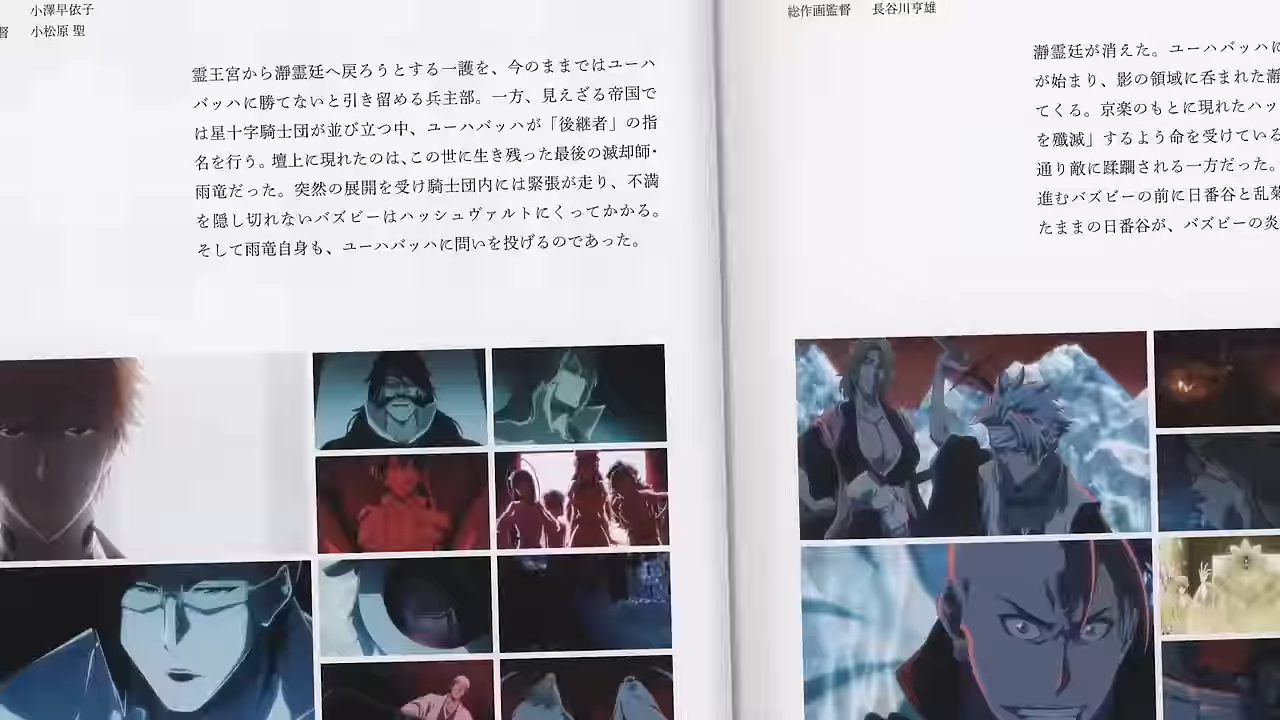 小澤早依子
督 小松原 聖
霊王宮から瀞霊廷へ戻ろうとする一護を、今のままではユーハ
バッハに勝てないと引き留める兵主部。一方、見えざる帝国で
は星十字騎士団が並び立つ中、ユーハバッハが「後継者」の指
名を行う。壇上に現れたのは、この世に生き残った最後の滅却師・
雨竜だった。突然の展開を受け騎士団内には緊張が走り、不満
を隠し切れないバズビーはハッシュヴァルトにくってかかる。
そして雨竜自身も、ユーハバッハに問いを投げるのであった。
総作画監督 長谷川亨雄
瀞霊廷が消えた。ユーハバッハに
が始まり、影の領域に呑まれた瀞
てくる。京楽のもとに現れたハッ
を殲滅」するよう命を受けている
通り敵に蹂躙される一方だった。
進むバズビーの前に日番谷と乱菊
たままの日番谷が、バズビーの炎